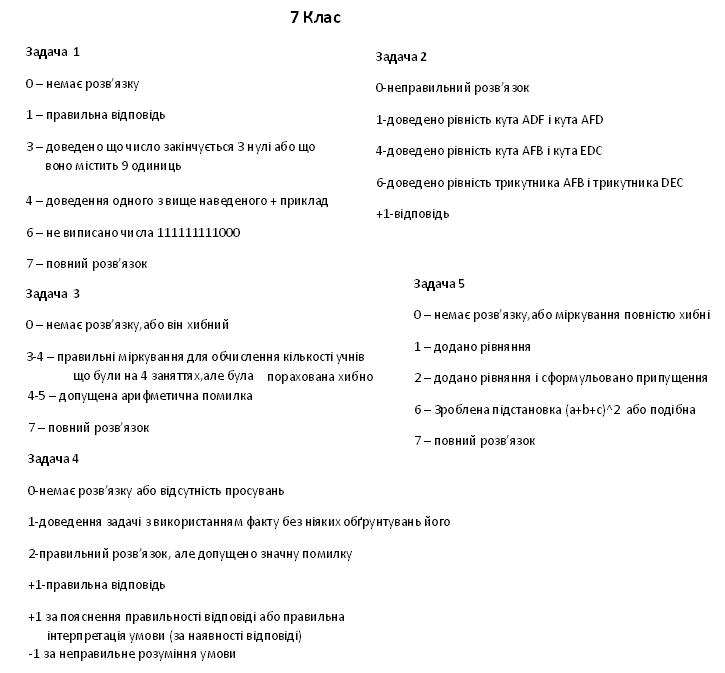 7 Клас
Задача 1
0 – немає розв'язку
1 – правильна відповідь
3 – доведено що число закінчується 3 нулі або що
воно містить 9 одиниць
4 – доведення одного з вище наведеного + приклад
6 – не виписано числа 111111111000
7 – повний розв'язок
Задача 2
0-неправильний розв'язок
1-доведено рівність кута ADF і кута AFD
4-доведено рівність кута AFB і кута EDC
6-доведено рівність трикутника AFB і трикутника DEC
+1-відповідь
Задача 3
0 – немає розв'язку,або він хибний
3-4 – правильні міркування для обчислення кількості учнів
що були на 4 заняттях,але була порахована хибно
4-5 – допущена арифметична помилка
7 – повний розв'язок
Задача 4
0-немає розв'язку або відсутність просувань
1-доведення задачі з використанням факту без ніяких обґрунтувань його
2-правильний розв'язок, але допущено значну помилку
+1-правильна відповідь
+1 за пояснення правильності відповіді або правильна
інтерпретація умови (за наявності відповіді)
-1 за неправильне розуміння умови
Задача 5
0 – немає розв'язку,або міркування повністю хибні
1 – додано рівняння
2 – додано рівняння і сформульовано припущення
6 – Зроблена підстановка (a+b+c)^2 або подібна
7 – повний розв'язок